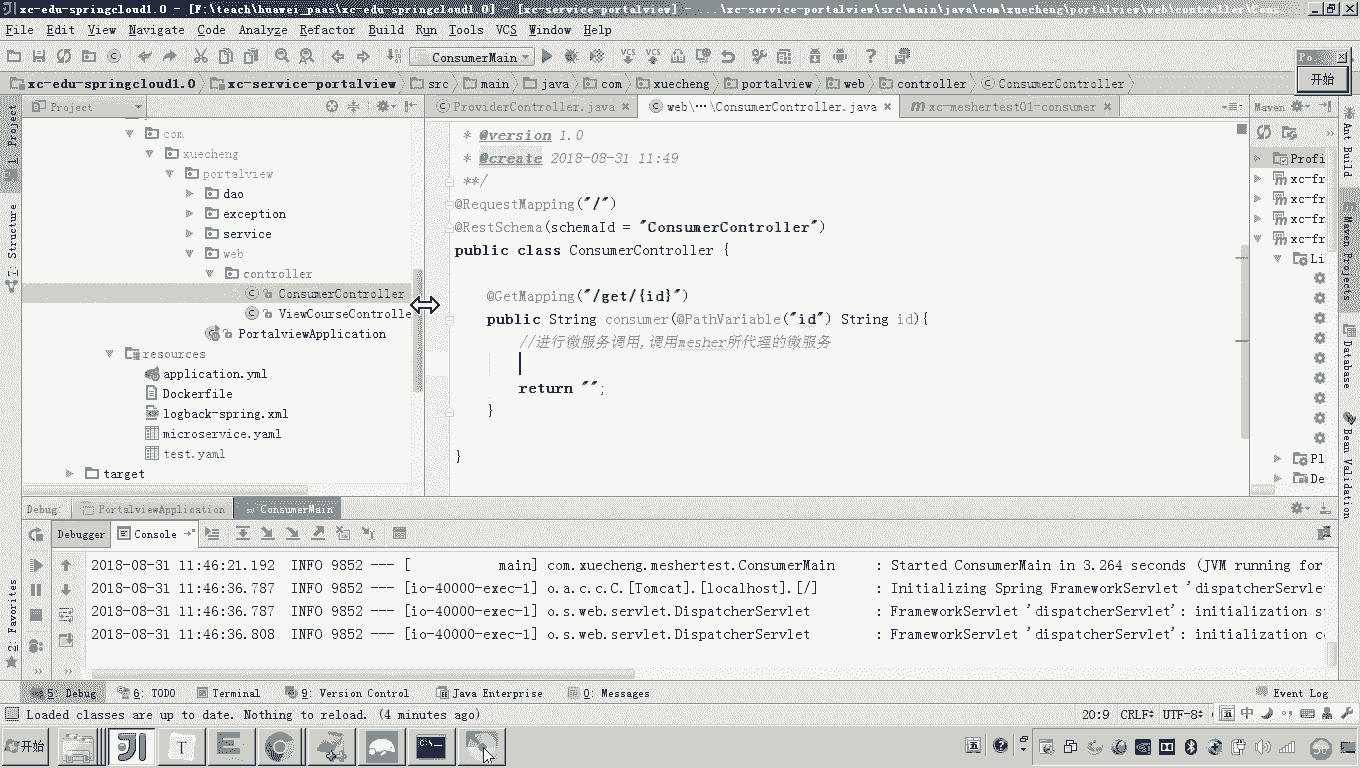 xc-edu-springcloud1.0 - [F:\teach\huawei_paas\xc-edu-springcloud1.0] - [xc-service-portalview] - ...\xc-service-portalview\src\main\java\com\xuecheng\portalview\web\controller\Cons
File Edit View Navigate Code Analyze Refactor Build Run Tools VCS Window Help
ConsumerMain
Po.
开始
xc-edu-springcloud1.0 xc-service-portalview src main java com xuecheng portalview web controller ConsumerController
Project
ProviderController.java web\…\ConsumerController.java xc-meshertest01-consumer
Maven
1: Project
7: Structure
2: Favorites
com
xuecheng
portalview
dao
exception
service
web
controller
ConsumerController
ViewCourseControlle
PortalviewApplication
resources
application.yml
Dockerfile
logback-spring.xml
microservice.yaml
test.yaml
target
* @version 1.0
* @create 2018-08-31 11:49
**/
@RequestMapping("/")
@RestSchema(schemaId = "ConsumerController")
public class ConsumerController {
@GetMapping("/get/{id}")
public String consumer(@PathVariable("id") String id){
//进行微服务调用,调用mesher所代理的微服务
return "";
}
}
Profi
xc-fr
xc-fr
xc-fr
xc-fr
Li
Pl
De
Ant Build
Maven Projects
Database
Bean Validation
Debug: PortalviewApplication ConsumerMain
Debugger Console
2018-08-31 11:46:21.192 INFO 9852 --- [ main] com.xuecheng.meshertest.ConsumerMain : Started ConsumerMain in 3.264 seconds (JVM running for
2018-08-31 11:46:36.787 INFO 9852 --- [io-40000-exec-1] o.a.c.c.C.[Tomcat].[localhost].[/] : Initializing Spring FrameworkServlet 'dispatcherServle
2018-08-31 11:46:36.787 INFO 9852 --- [io-40000-exec-1] o.s.web.servlet.DispatcherServlet : FrameworkServlet 'dispatcherServlet': initialization s
2018-08-31 11:46:36.808 INFO 9852 --- [io-40000-exec-1] o.s.web.servlet.DispatcherServlet : FrameworkServlet 'dispatcherServlet': initialization c
5: Debug 6: TODO Terminal 9: Version Control Java Enterprise 0: Messages Event Log
Loaded classes are up to date. Nothing to reload. (4 minutes ago) 20:9 CRLF UTF-8 五 中
开始 五 50